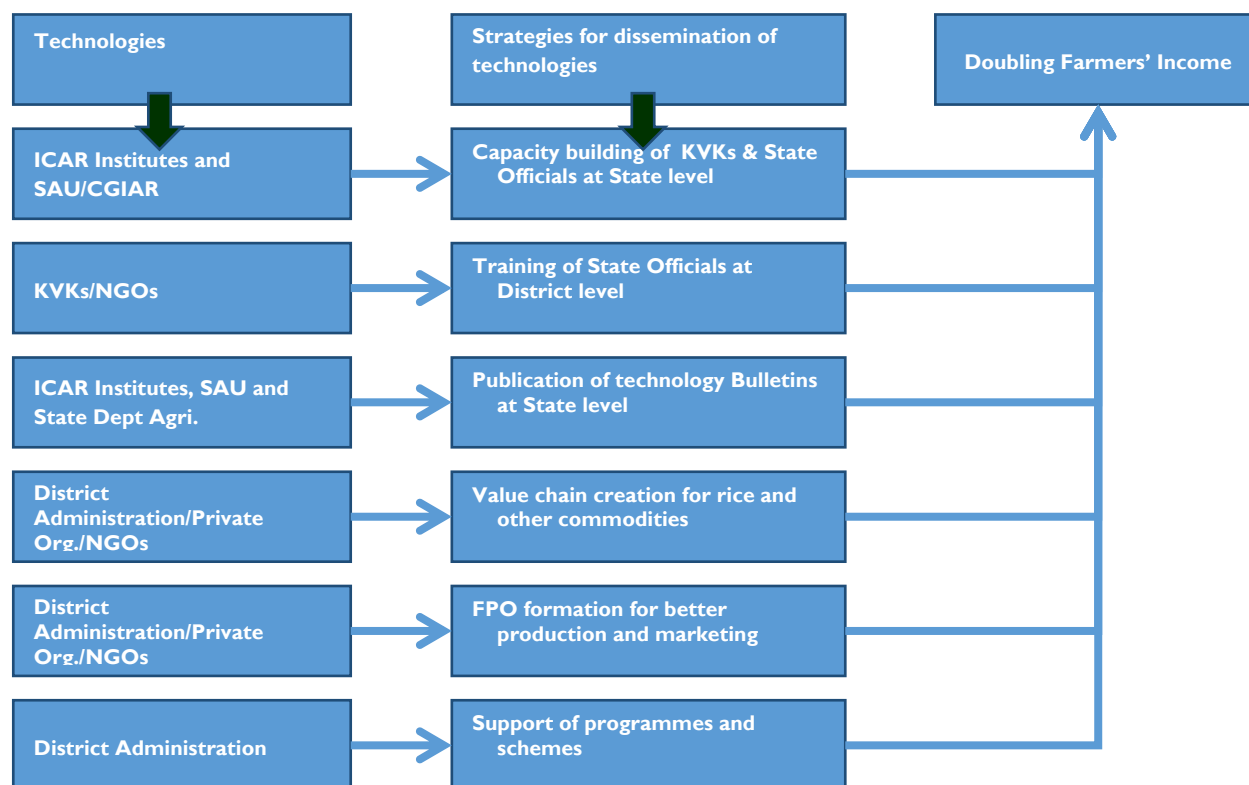 Technologies
Strategies for dissemination of
technologies
Doubling Farmers’ Income
ICAR Institutes and
SAU/CGIAR
Capacity building of KVKs & State
Officials at State level
KVKs/NGOs
Training of State Officials at
District level
ICAR Institutes, SAU and
State Dept Agri.
Publication of technology Bulletins
at State level
District
Administration/Private
Org./NGOs
Value chain creation for rice and
other commodities
District
Administration/Private
Org./NGOs
FPO formation for better
production and marketing
District Administration
Support of programmes and
schemes